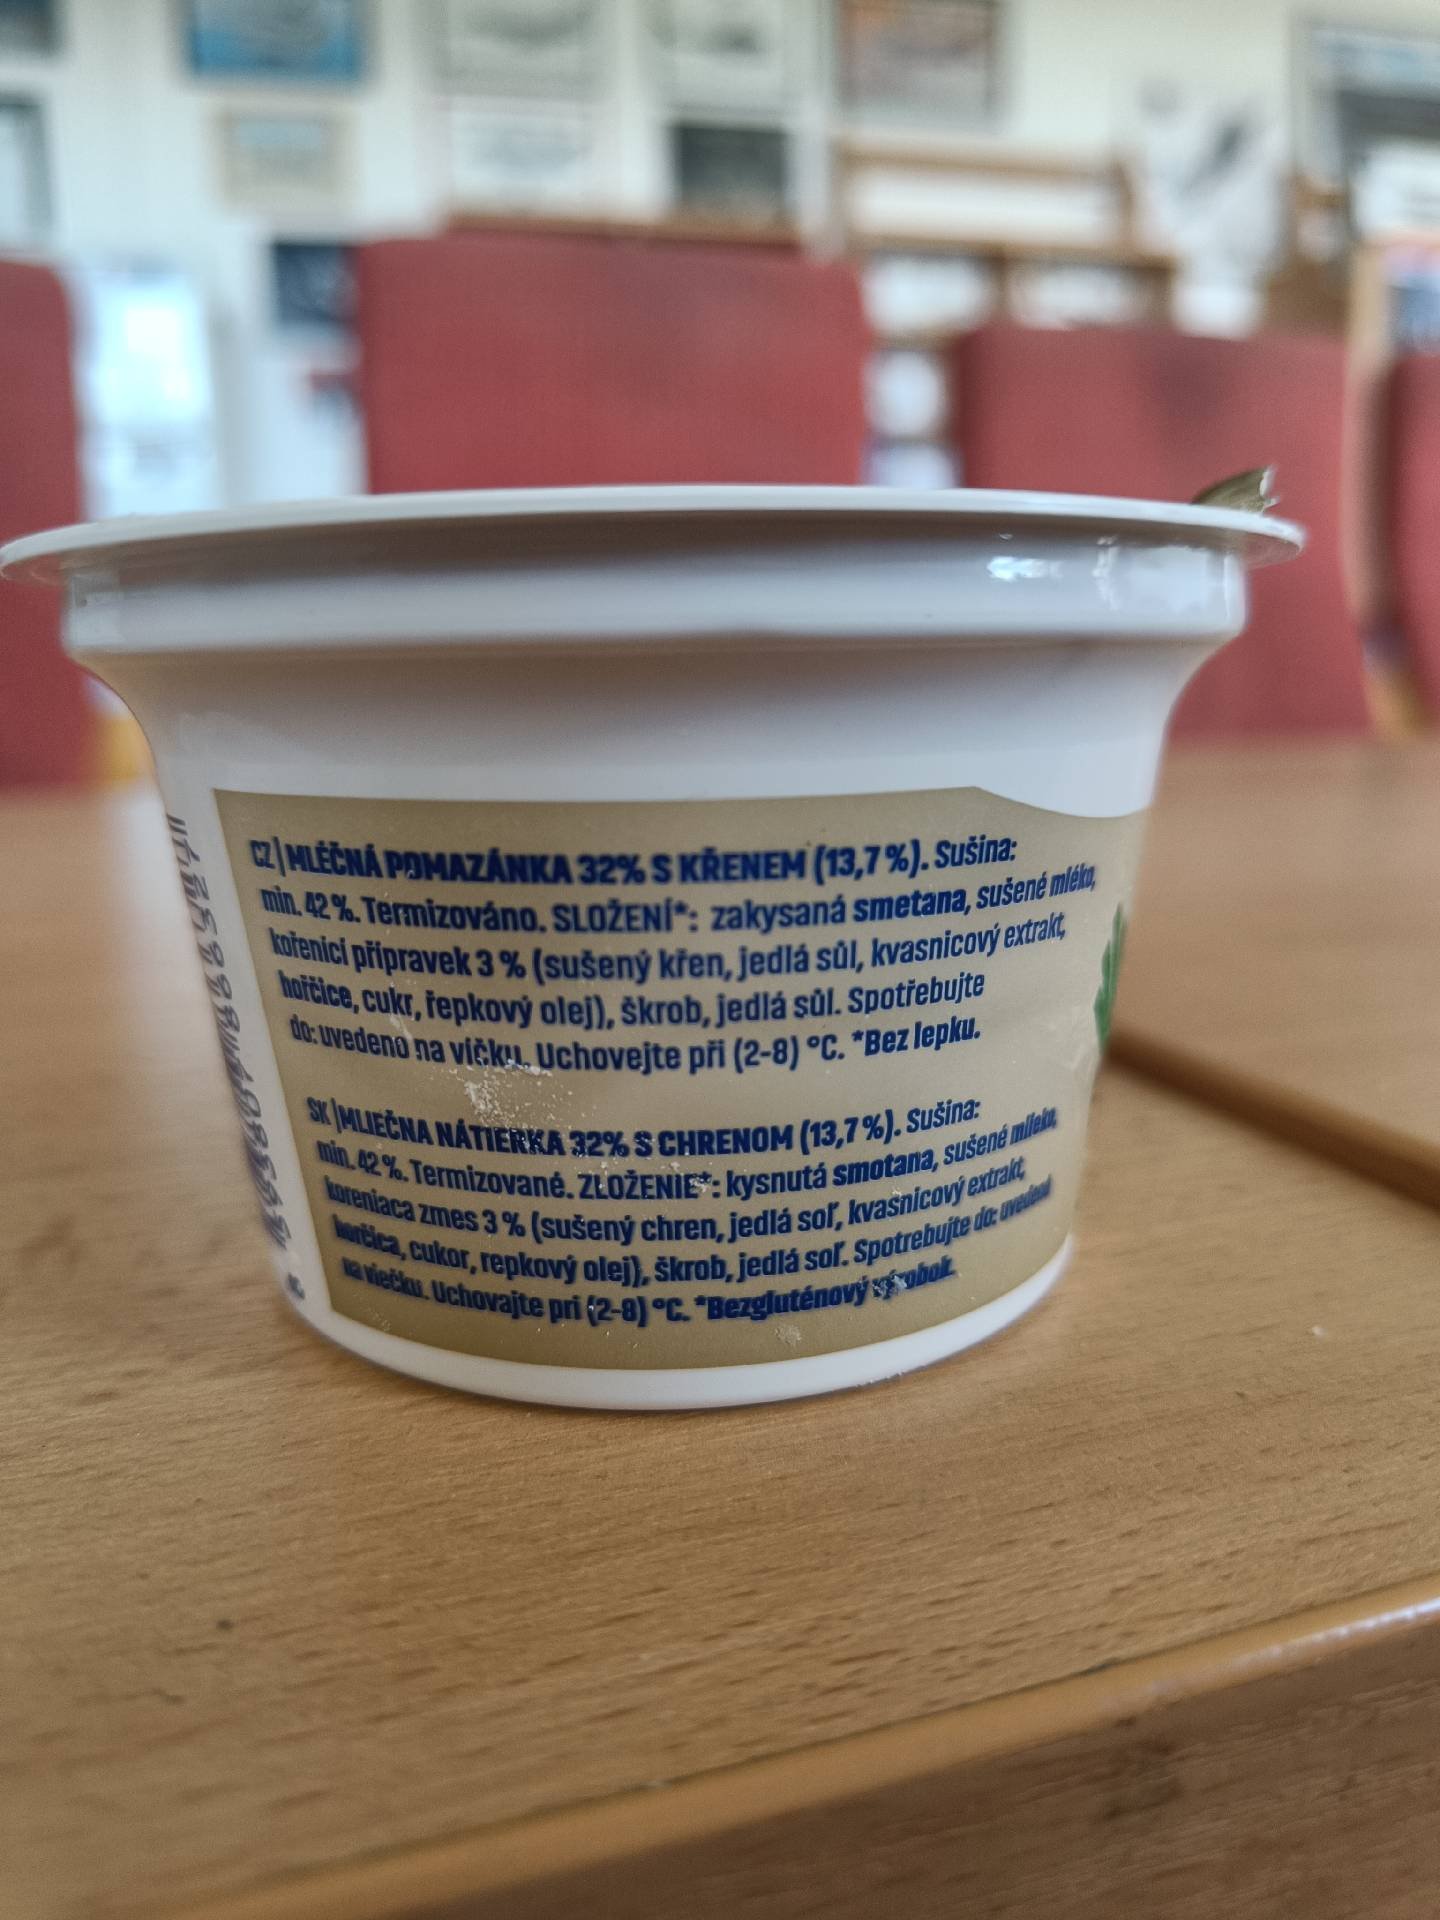 CZ | MLÉČNÁ POMAZÁNKA 32% S KŘENEM (13,7 %). Sušina:
min. 42 %. Termizováno. SLOŽENÍ*: zakysaná smetana, sušené mléko,
kořenicí přípravek 3 % (sušený křen, jedlá sůl, kvasnicový extrakt,
hořčice, cukr, řepkový olej), škrob, jedlá sůl. Spotřebujte
do: uvedeno na víčku. Uchovejte při (2-8) °C. *Bez lepku.
SK | MLIEČNA NÁTIERKA 32% S CHRENOM (13,7 %). Sušina:
min. 42 %. Termizované. ZLOŽENIE*: kysnutá smotana, sušené mlieko,
koreniaca zmes 3 % (sušený chren, jedlá soľ, kvasnicový extrakt,
horčica, cukor, repkový olej), škrob, jedlá soľ. Spotrebujte do: uvedené
na viečku. Uchovajte pri (2-8) °C. *Bezgluténový výrobok.